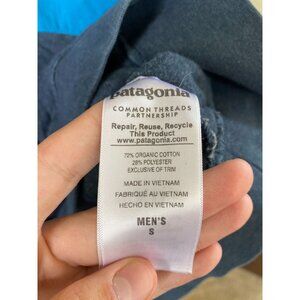 patagonia
COMMON THREADS
PARTNERSHIP
Repair, Reuse, Recycle
This Product
www.patagonia.com
70% ORGANIC COTTON
28% POLYESTER
EXCLUSIVE OF TRIM
MADE IN VIETNAM
FABRIQUÉ AU VIETNAM
HECHO EN VIETNAM
MEN'S
S